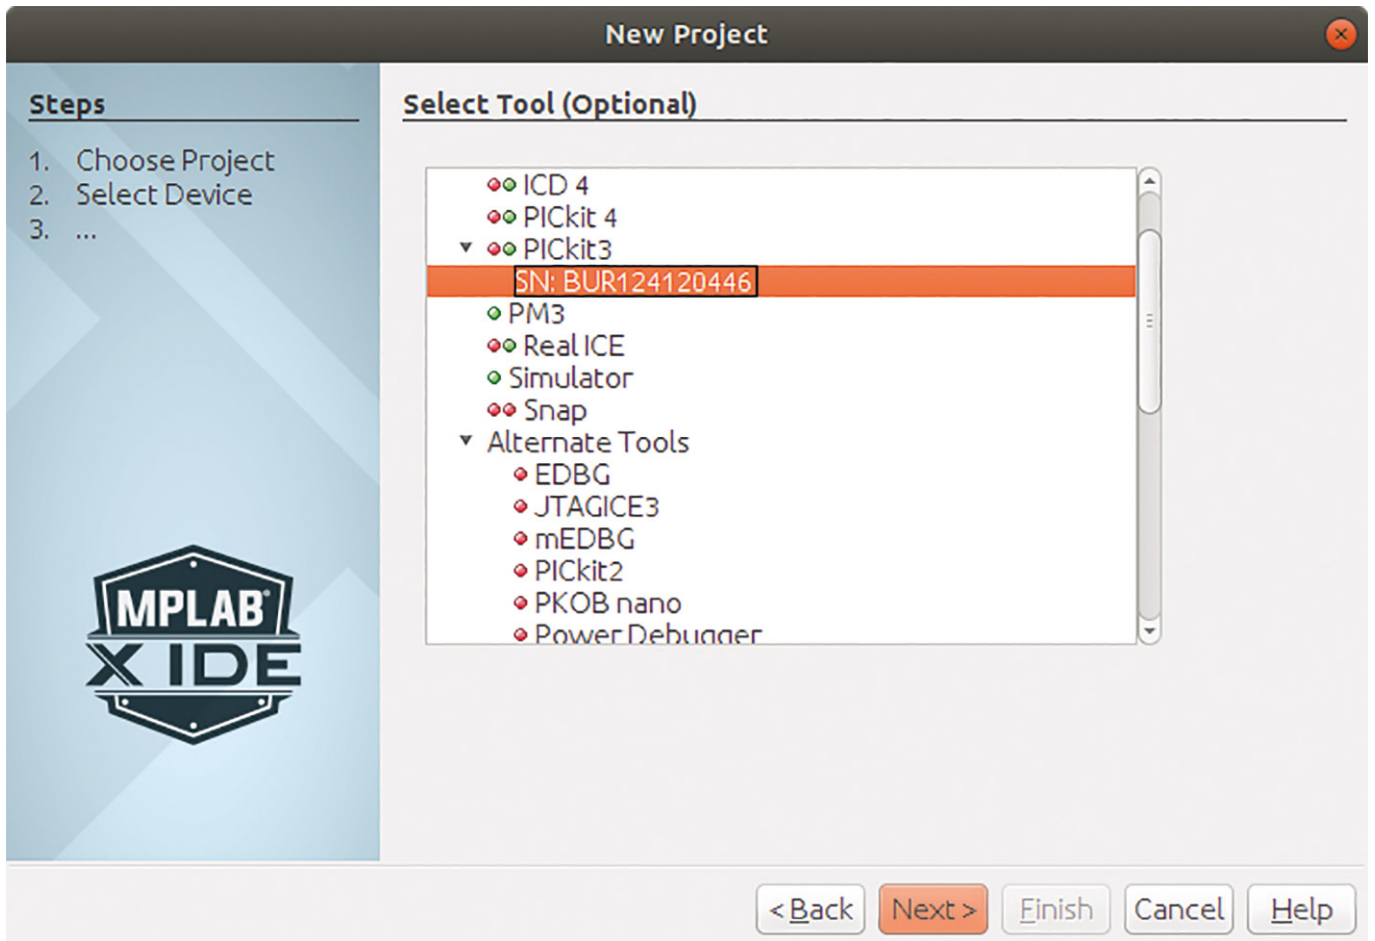 New Project
Steps
1. Choose Project
2. Select Device
3. ...
MPLAB®
X IDE
Select Tool (Optional)
ICD 4
PICkit 4
PICkit3
SN: BUR124120446
PM3
Real ICE
Simulator
Snap
Alternate Tools
EDBG
JTAGICE3
mEDBG
PICkit2
PKOB nano
Power Debugger
< Back Next > Finish Cancel Help